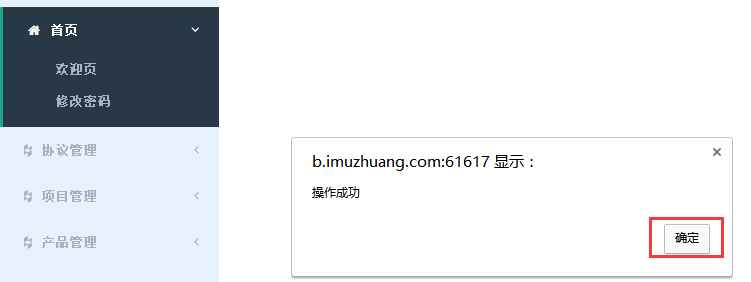 首页
欢迎页
修改密码
协议管理
项目管理
产品管理
b.imuzhuang.com:61617 显示：
操作成功
确定